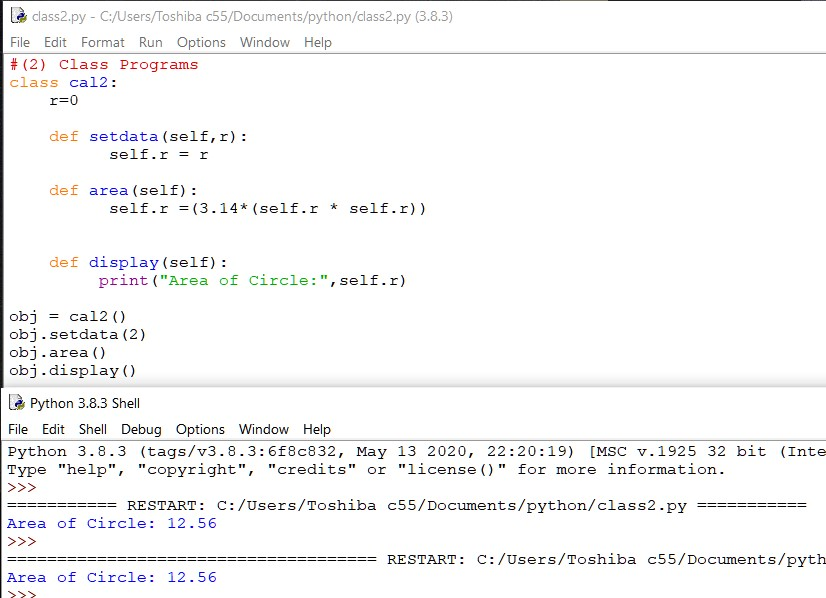 class2.py - C:/Users/Toshiba c55/Documents/python/class2.py (3.8.3)
File Edit Format Run Options Window Help
#(2) Class Programs
class cal2:
    r=0
    def setdata(self,r):
          self.r = r
    def area(self):
          self.r =(3.14*(self.r * self.r))
    def display(self):
         print("Area of Circle:",self.r)
obj = cal2()
obj.setdata(2)
obj.area()
obj.display()
Python 3.8.3 Shell
File Edit Shell Debug Options Window Help
Python 3.8.3 (tags/v3.8.3:6f8c832, May 13 2020, 22:20:19) [MSC v.1925 32 bit (Inte
Type "help", "copyright", "credits" or "license()" for more information.
>>>
=========== RESTART: C:/Users/Toshiba c55/Documents/python/class2.py ===========
Area of Circle: 12.56
>>>
===================================== RESTART: C:/Users/Toshiba c55/Documents/pyth
Area of Circle: 12.56
>>>